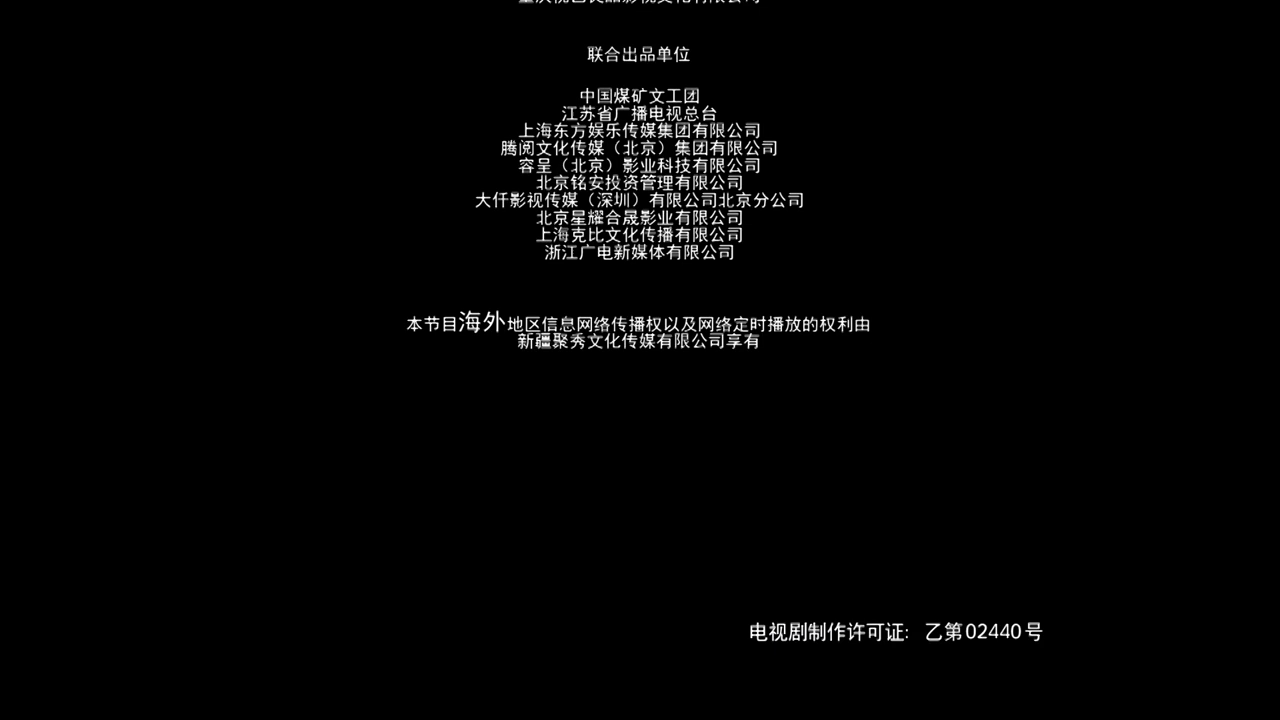 联合出品单位
中国煤矿文工团
江苏省广播电视总台
上海东方娱乐传媒集团有限公司
腾阅文化传媒（北京）集团有限公司
容呈（北京）影业科技有限公司
北京铭安投资管理有限公司
大仟影视传媒（深圳）有限公司北京分公司
北京星耀合晟影业有限公司
上海克比文化传播有限公司
浙江广电新媒体有限公司
本节目海外地区信息网络传播权以及网络定时播放的权利由
新疆聚秀文化传媒有限公司享有
电视剧制作许可证: 乙第02440号